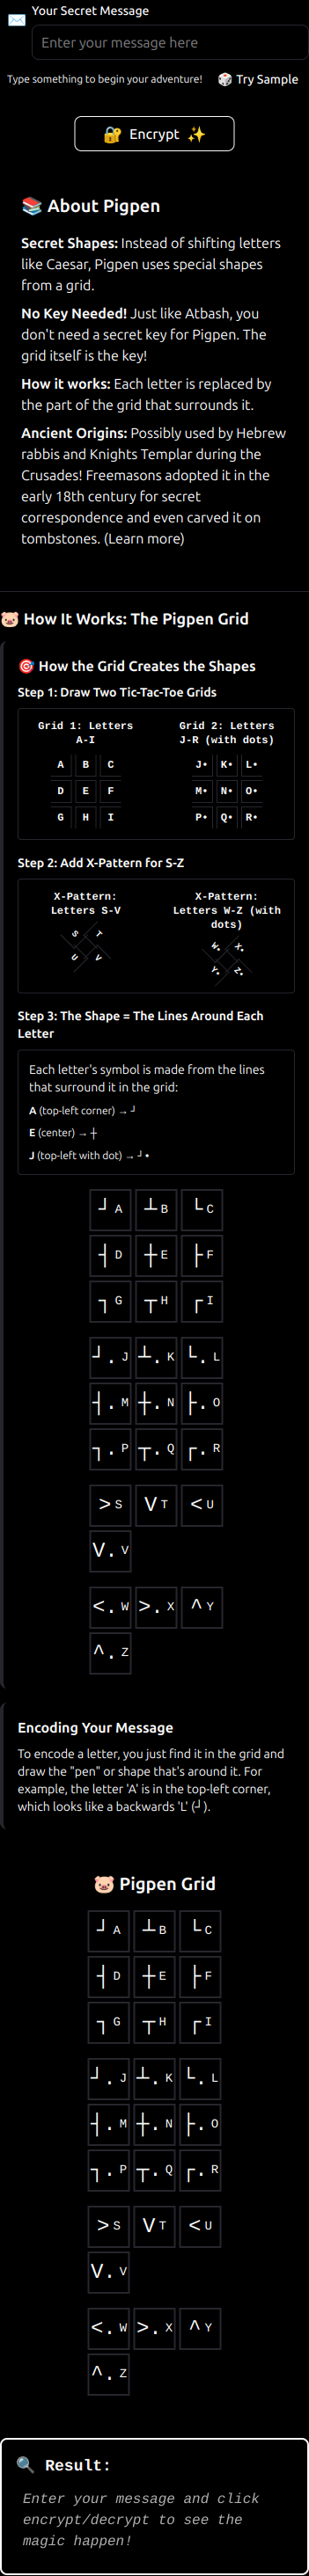 ✉️ Your Secret Message
Enter your message here
Type something to begin your adventure! 🎲 Try Sample
🔐 Encrypt ✨
📚 About Pigpen
Secret Shapes: Instead of shifting letters
like Caesar, Pigpen uses special shapes
from a grid.
No Key Needed! Just like Atbash, you
don't need a secret key for Pigpen. The
grid itself is the key!
How it works: Each letter is replaced by
the part of the grid that surrounds it.
Ancient Origins: Possibly used by Hebrew
rabbis and Knights Templar during the
Crusades! Freemasons adopted it in the
early 18th century for secret
correspondence and even carved it on
tombstones. (Learn more)
🐷 How It Works: The Pigpen Grid
🎯 How the Grid Creates the Shapes
Step 1: Draw Two Tic-Tac-Toe Grids
Grid 1: Letters
A-I
A B C
D E F
G H I
Grid 2: Letters
J-R (with dots)
J• K• L•
M• N• O•
P• Q• R•
Step 2: Add X-Pattern for S-Z
X-Pattern:
Letters S-V
S T
U V
X-Pattern:
Letters W-Z (with
dots)
W• X•
Y• Z•
Step 3: The Shape = The Lines Around Each
Letter
Each letter's symbol is made from the lines
that surround it in the grid:
A (top-left corner) → ┘
E (center) → ┼
J (top-left with dot) → ┘•
┘ A ┴ B └ C
┤ D ┼ E ├ F
┐ G ┬ H ┌ I
┘. J ┴. K └. L
┤. M ┼. N ├. O
┐. P ┬. Q ┌. R
> S V T < U
V. V
<. W >. X ^ Y
^. Z
Encoding Your Message
To encode a letter, you just find it in the grid and
draw the "pen" or shape that's around it. For
example, the letter 'A' is in the top-left corner,
which looks like a backwards 'L' (┘).
🐷 Pigpen Grid
┘ A ┴ B └ C
┤ D ┼ E ├ F
┐ G ┬ H ┌ I
┘. J ┴. K └. L
┤. M ┼. N ├. O
┐. P ┬. Q ┌. R
> S V T < U
V. V
<. W >. X ^ Y
^. Z
🔍 Result:
Enter your message and click
encrypt/decrypt to see the
magic happen!